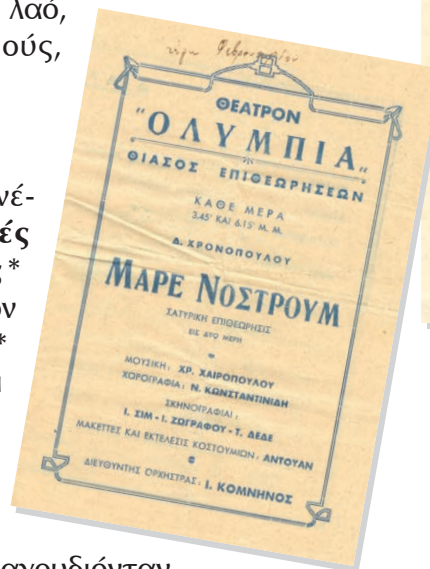 λαό,
ούς,
νέ-
ές
*
ον
*
αγουδιόνταν
Φεβρουαρίου
ΘΕΑΤΡΟΝ
"ΟΛΥΜΠΙΑ„
ΘΙΑΣΟΣ ΕΠΙΘΕΩΡΗΣΕΩΝ
ΚΑΘΕ ΜΕΡΑ
3.45' ΚΑΙ 6.15' Μ. Μ.
Δ. ΧΡΟΝΟΠΟΥΛΟΥ
ΜΑΡΕ ΝΟΣΤΡΟΥΜ
ΣΑΤΥΡΙΚΗ ΕΠΙΘΕΩΡΗΣΙΣ
ΕΙΣ ΔΥΟ ΜΕΡΗ
ΜΟΥΣΙΚΗ: ΧΡ. ΧΑΙΡΟΠΟΥΛΟΥ
ΧΟΡΟΓΡΑΦΙΑ: Ν. ΚΩΝΣΤΑΝΤΙΝΙΔΗ
ΣΚΗΝΟΓΡΑΦΙΑΙ:
Ι. ΣΙΜ - Ι. ΖΩΓΡΑΦΟΥ - Τ. ΔΕΔΕ
ΜΑΚΕΤΤΕΣ ΚΑΙ ΕΚΤΕΛΕΣΙΣ ΚΟΣΤΟΥΜΙΩΝ: ΑΝΤΟΥΑΝ
ΔΙΕΥΘΥΝΤΗΣ ΟΡΧΗΣΤΡΑΣ: Ι. ΚΟΜΝΗΝΟΣ